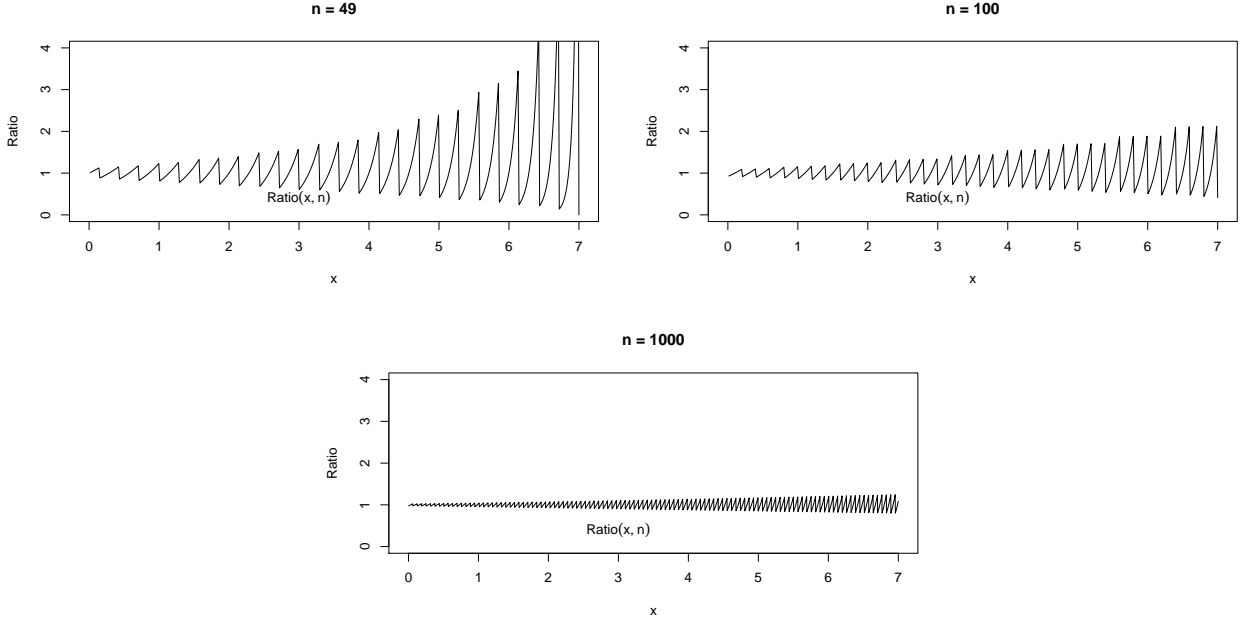 n = 49
Ratio
4
3
2
1
0
Ratio(x, n)
0 1 2 3 4 5 6 7
x
n = 100
Ratio
4
3
2
1
0
Ratio(x, n)
0 1 2 3 4 5 6 7
x
n = 1000
Ratio
4
3
2
1
0
Ratio(x, n)
0 1 2 3 4 5 6 7
x